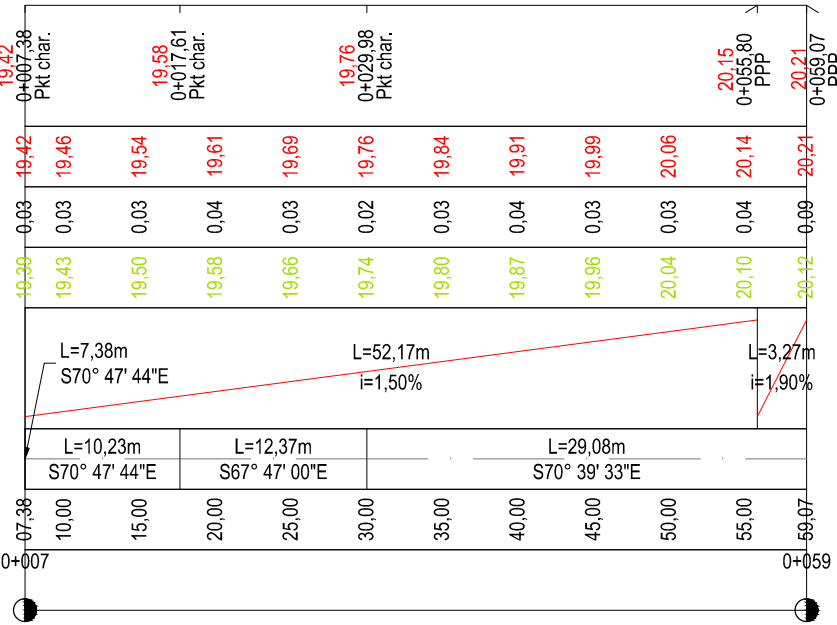 19,42
0+007,38
Pkt char.
19,58
0+017,61
Pkt char.
19,76
0+029,98
Pkt char.
20,15
0+055,80
PPP
20,21
0+059,07
19,42 19,46 19,54 19,61 19,69 19,76 19,84 19,91 19,99 20,06 20,14 20,21
0,03 0,03 0,03 0,04 0,03 0,02 0,03 0,04 0,03 0,03 0,04 0,09
19,39 19,43 19,50 19,58 19,66 19,74 19,80 19,87 19,96 20,04 20,10 20,12
L=7,38m
S70° 47' 44"E
L=52,17m
i=1,50%
L=3,27m
i=1,90%
L=10,23m
S70° 47' 44"E
L=12,37m
S67° 47' 00"E
L=29,08m
S70° 39' 33"E
07,38 10,00 15,00 20,00 25,00 30,00 35,00 40,00 45,00 50,00 55,00 59,07
0+007
0+059